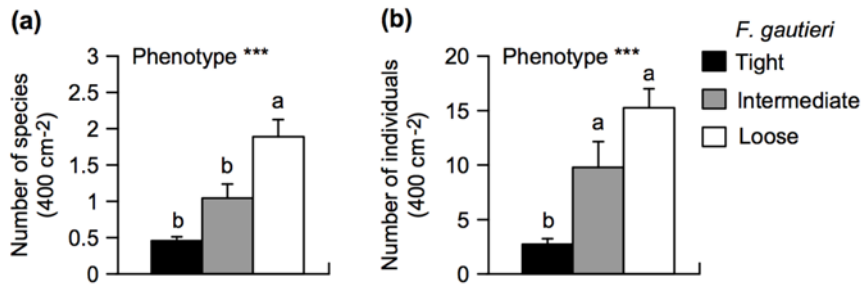 (a)
Phenotype ***
Number of species
(400 cm-2)
3
2.5
2
1.5
1
0.5
0
b
b
a
(b)
Phenotype ***
Number of individuals
(400 cm-2)
20
15
10
5
0
b
a
a
F. gautieri
Tight
Intermediate
Loose